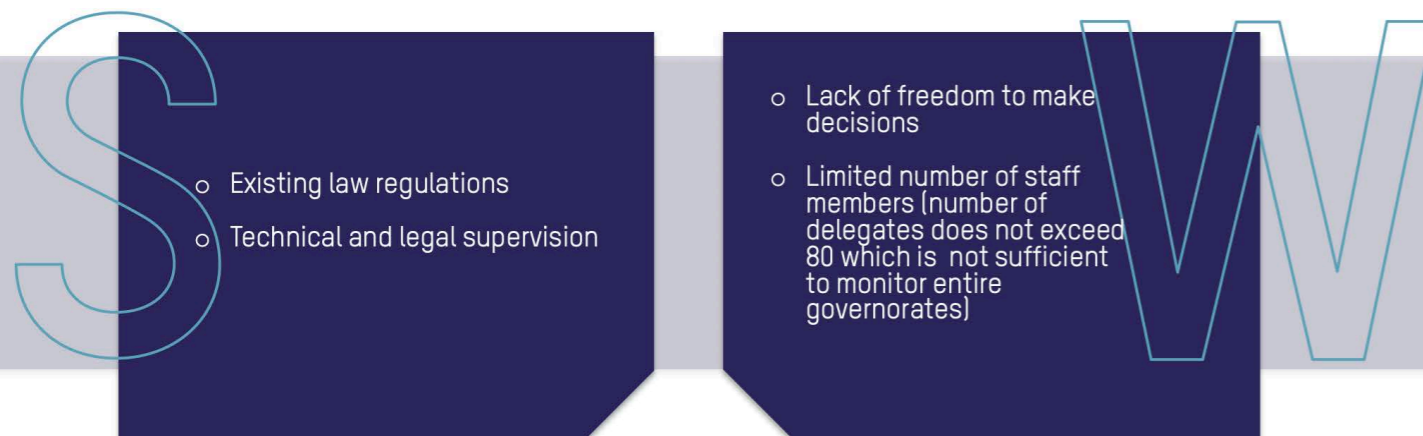 S
○ Existing law regulations
○ Technical and legal supervision
W
○ Lack of freedom to make
decisions
○ Limited number of staff
members (number of
delegates does not exceed
80 which is not sufficient
to monitor entire
governorates)